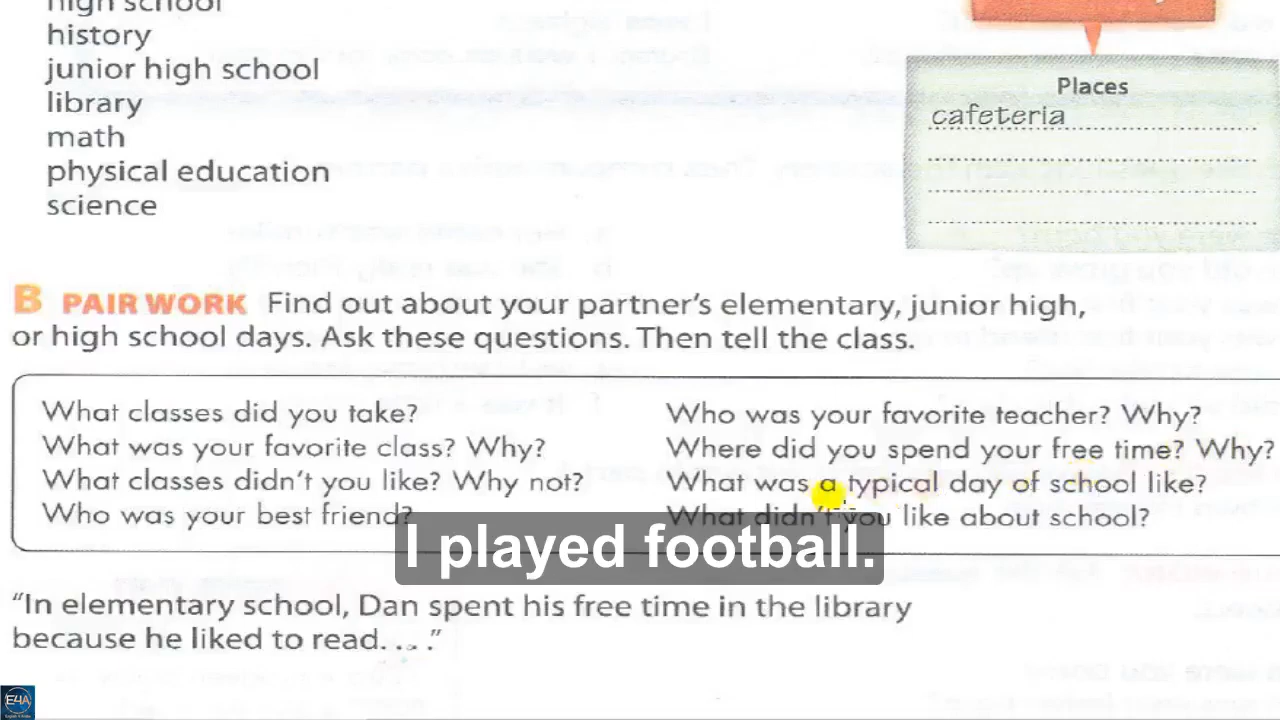 high school
history
junior high school
library
math
physical education
science
Places
cafeteria
B PAIR WORK Find out about your partner's elementary, junior high,
or high school days. Ask these questions. Then tell the class.
What classes did you take?
What was your favorite class? Why?
What classes didn't you like? Why not?
Who was your best friend?
Who was your favorite teacher? Why?
Where did you spend your free time? Why?
What was a typical day of school like?
What didn't you like about school?
I played football.
"In elementary school, Dan spent his free time in the library
because he liked to read. . . ."
E4A